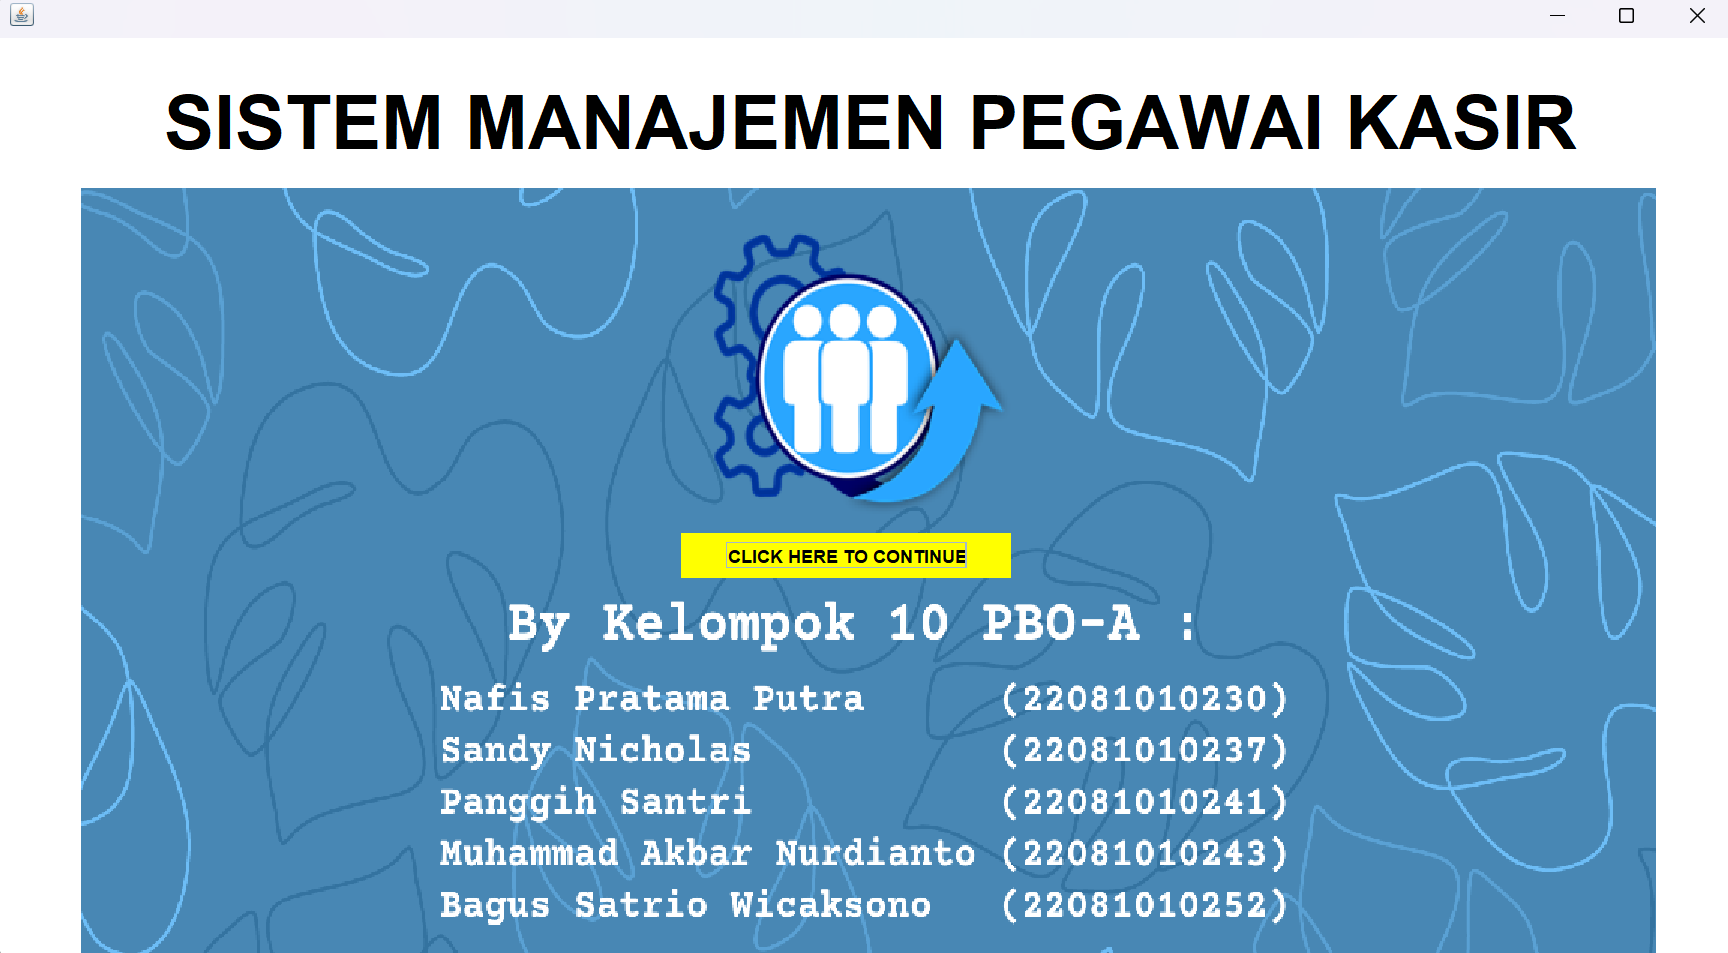 SISTEM MANAJEMEN PEGAWAI KASIR
CLICK HERE TO CONTINUE
By Kelompok 10 PBO-A :
Nafis Pratama Putra (22081010230)
Sandy Nicholas (22081010237)
Panggih Santri (22081010241)
Muhammad Akbar Nurdianto (22081010243)
Bagus Satrio Wicaksono (22081010252)